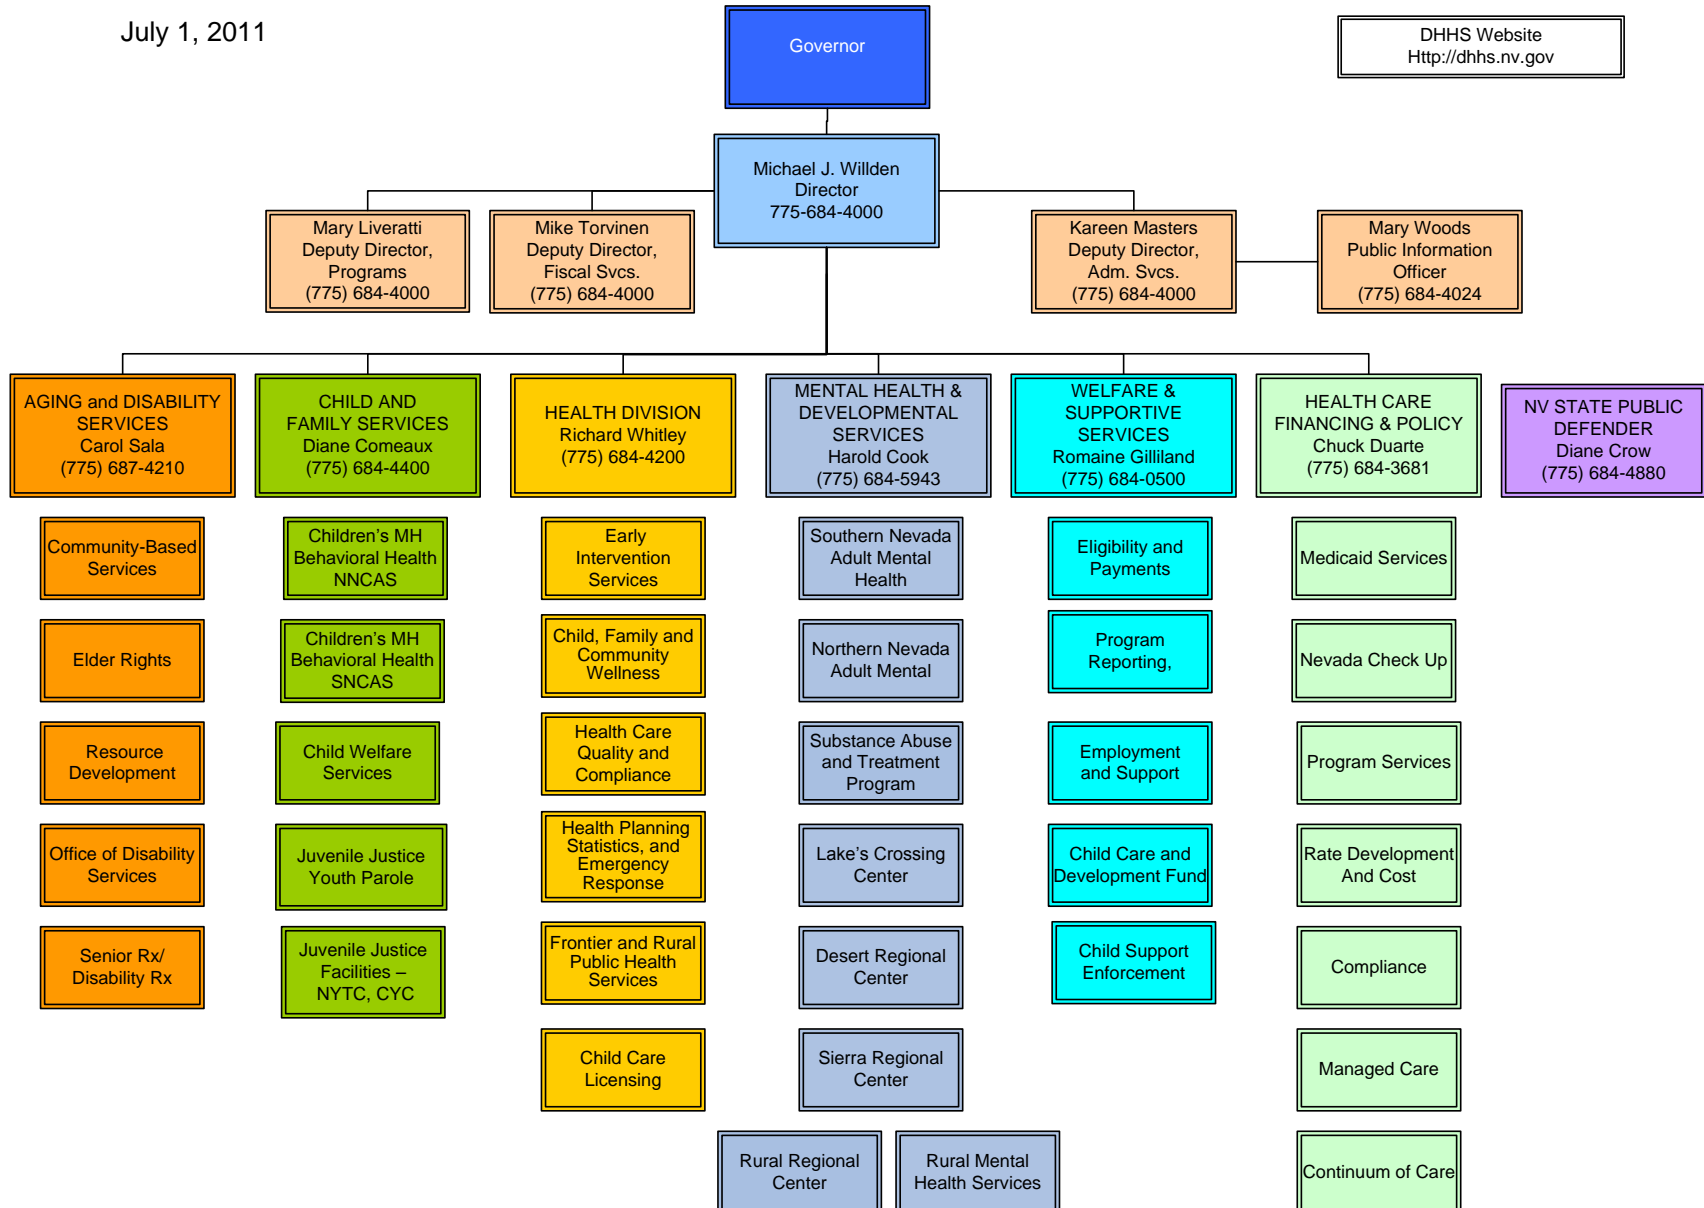 July 1, 2011
Governor
DHHS Website
Http://dhhs.nv.gov
Michael J. Willden
Director
775-684-4000
Mary Liveratti
Deputy Director,
Programs
(775) 684-4000
Mike Torvinen
Deputy Director,
Fiscal Svcs.
(775) 684-4000
Kareen Masters
Deputy Director,
Adm. Svcs.
(775) 684-4000
Mary Woods
Public Information
Officer
(775) 684-4024
AGING and DISABILITY
SERVICES
Carol Sala
(775) 687-4210
CHILD AND
FAMILY SERVICES
Diane Comeaux
(775) 684-4400
HEALTH DIVISION
Richard Whitley
(775) 684-4200
MENTAL HEALTH &
DEVELOPMENTAL
SERVICES
Harold Cook
(775) 684-5943
WELFARE &
SUPPORTIVE
SERVICES
Romaine Gilliland
(775) 684-0500
HEALTH CARE
FINANCING & POLICY
Chuck Duarte
(775) 684-3681
NV STATE PUBLIC
DEFENDER
Diane Crow
(775) 684-4880
Community-Based
Services
Children's MH
Behavioral Health
NNCAS
Early
Intervention
Services
Southern Nevada
Adult Mental
Health
Eligibility and
Payments
Medicaid Services
Elder Rights
Children's MH
Behavioral Health
SNCAS
Child, Family and
Community
Wellness
Northern Nevada
Adult Mental
Program
Reporting,
Nevada Check Up
Resource
Development
Child Welfare
Services
Health Care
Quality and
Compliance
Substance Abuse
and Treatment
Program
Employment
and Support
Program Services
Office of Disability
Services
Juvenile Justice
Youth Parole
Health Planning
Statistics, and
Emergency
Response
Lake's Crossing
Center
Child Care and
Development Fund
Rate Development
And Cost
Senior Rx/
Disability Rx
Juvenile Justice
Facilities –
NYTC, CYC
Frontier and Rural
Public Health
Services
Desert Regional
Center
Child Support
Enforcement
Compliance
Child Care
Licensing
Sierra Regional
Center
Managed Care
Rural Regional
Center
Rural Mental
Health Services
Continuum of Care